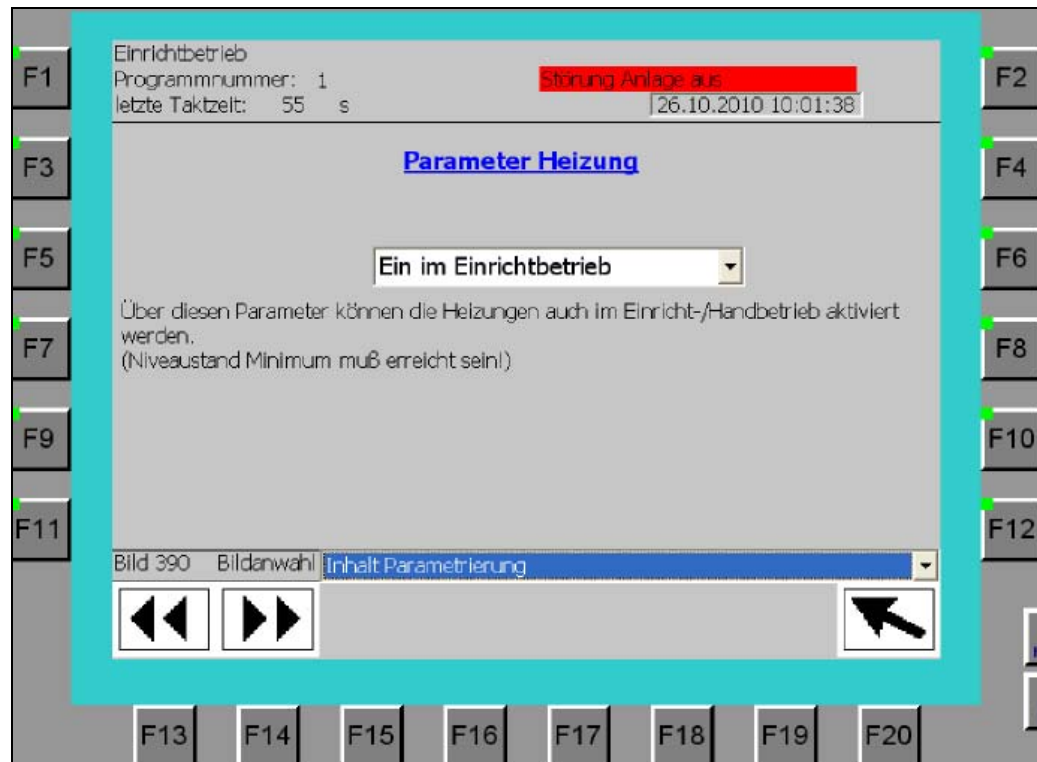 Einrichtbetrieb
Programmnummer: 1
Störung Anlage aus
letzte Taktzeit: 55 s
26.10.2010 10:01:38
Parameter Heizung
Ein im Einrichtbetrieb
Über diesen Parameter können die Heizungen auch im Einricht-/Handbetrieb aktiviert
werden.
(Niveaustand Minimum muß erreicht sein!)
Bild 390 Bildanwahl Inhalt Parametrierung
F1
F2
F3
F4
F5
F6
F7
F8
F9
F10
F11
F12
F13 F14 F15 F16 F17 F18 F19 F20